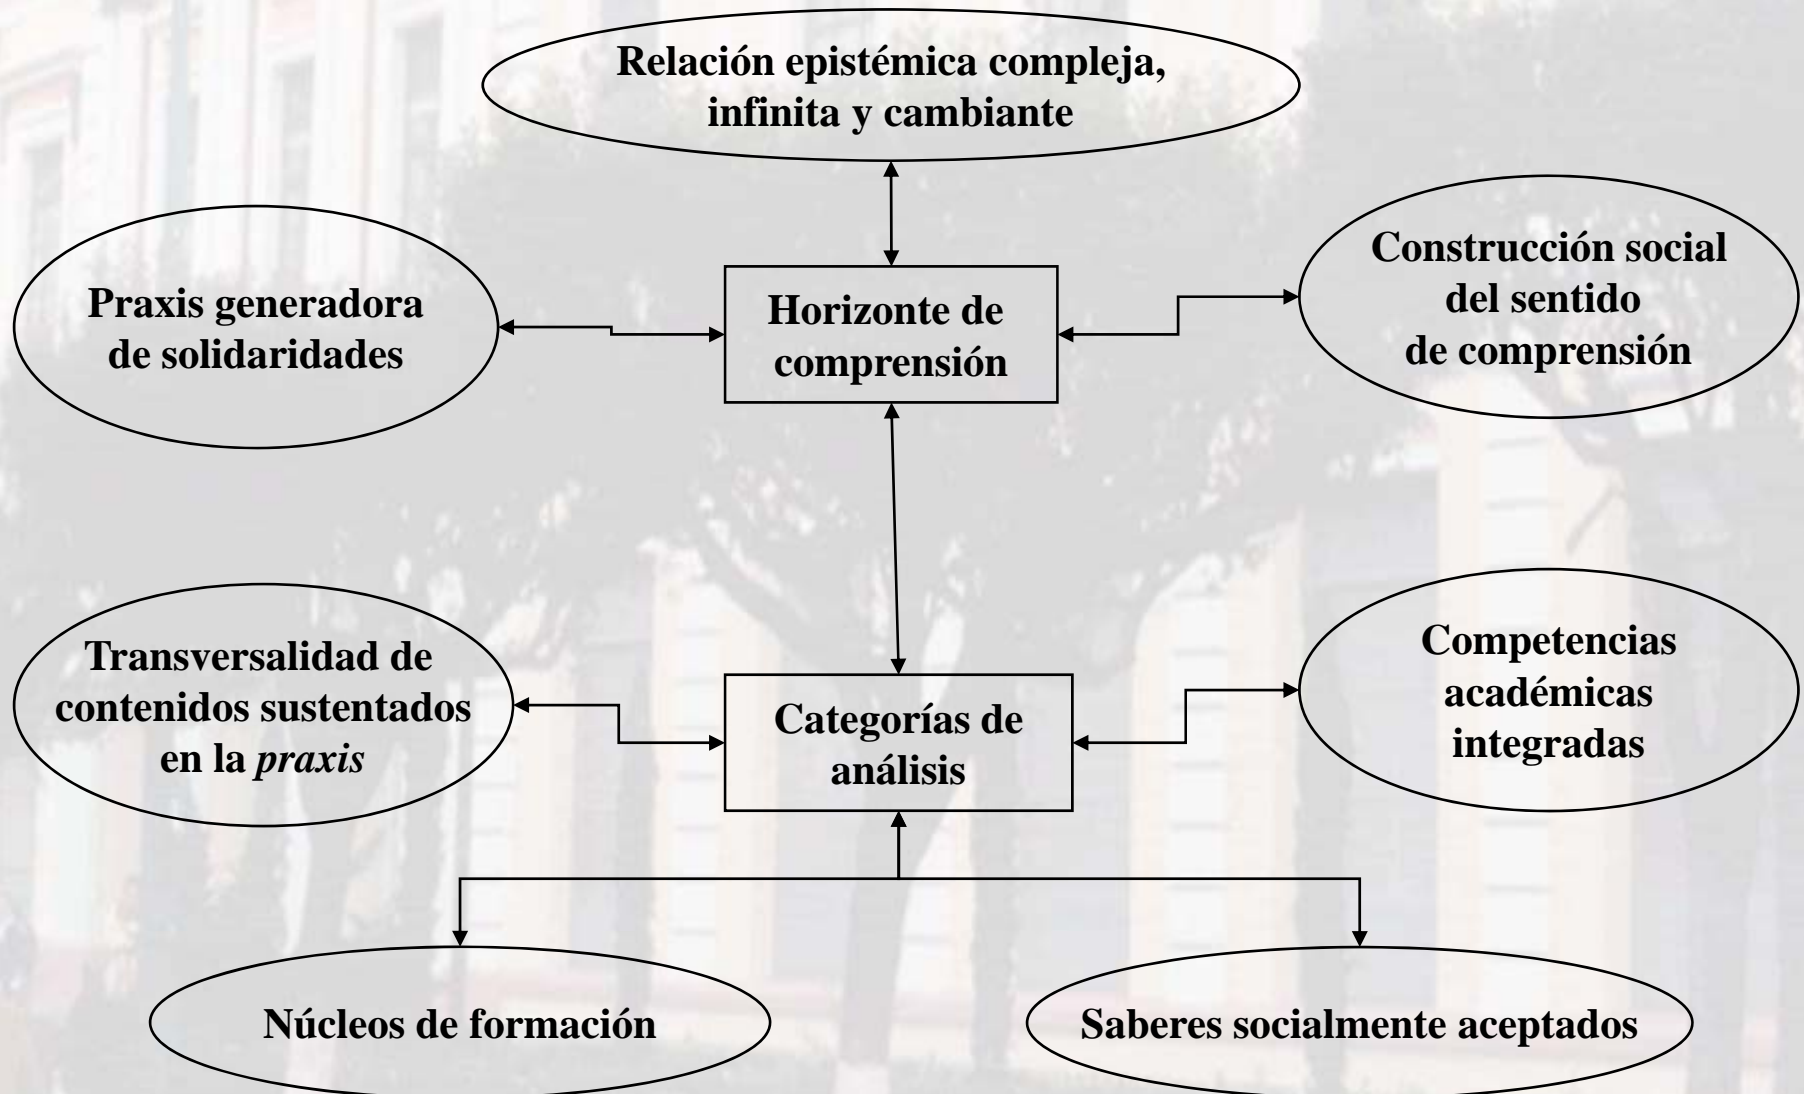 Relación epistémica compleja,
infinita y cambiante
Praxis generadora
de solidaridades
Horizonte de
comprensión
Construcción social
del sentido
de comprensión
Transversalidad de
contenidos sustentados
en la praxis
Categorías de
análisis
Competencias
académicas
integradas
Núcleos de formación
Saberes socialmente aceptados